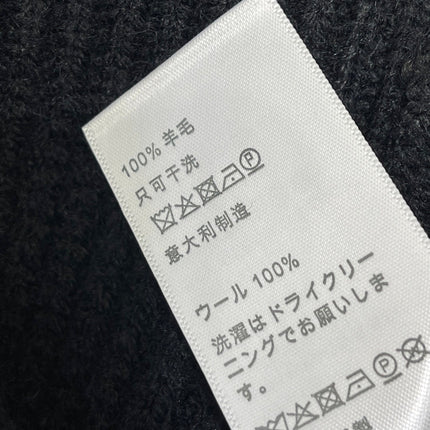 100% 羊毛
只可干洗
意大利制造
ウール 100%
洗濯はドライクリー
ニングでお願いしま
す。
製